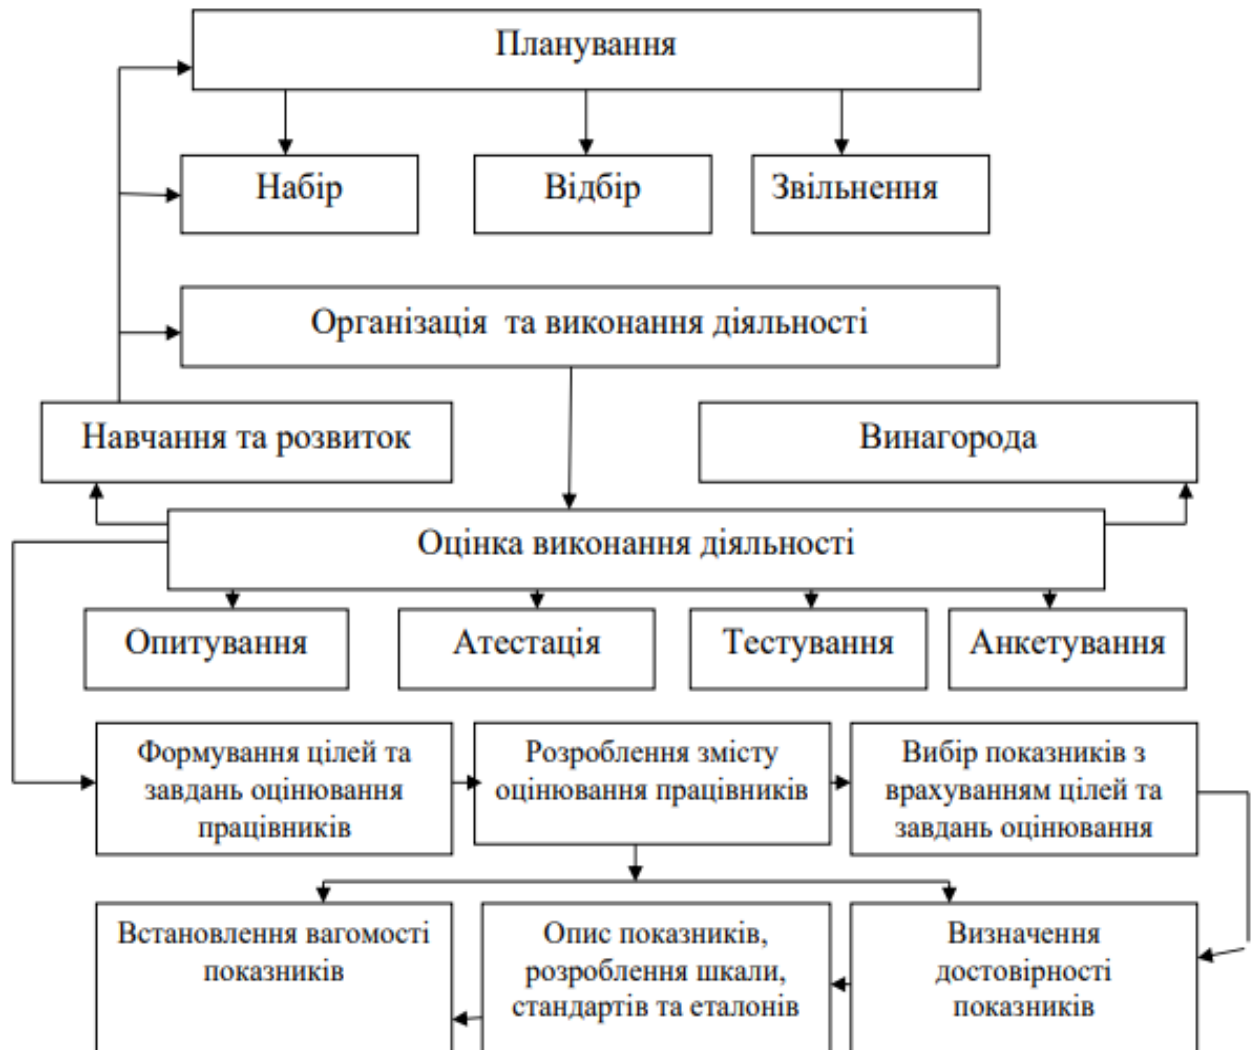 Планування
Набір
Відбір
Звільнення
Організація та виконання діяльності
Навчання та розвиток
Винагорода
Оцінка виконання діяльності
Опитування
Атестація
Тестування
Анкетування
Формування цілей та
завдань оцінювання
працівників
Розроблення змісту
оцінювання працівників
Вибір показників з
врахуванням цілей та
завдань оцінювання
Встановлення вагомості
показників
Опис показників,
розроблення шкали,
стандартів та еталонів
Визначення
достовірності
показників